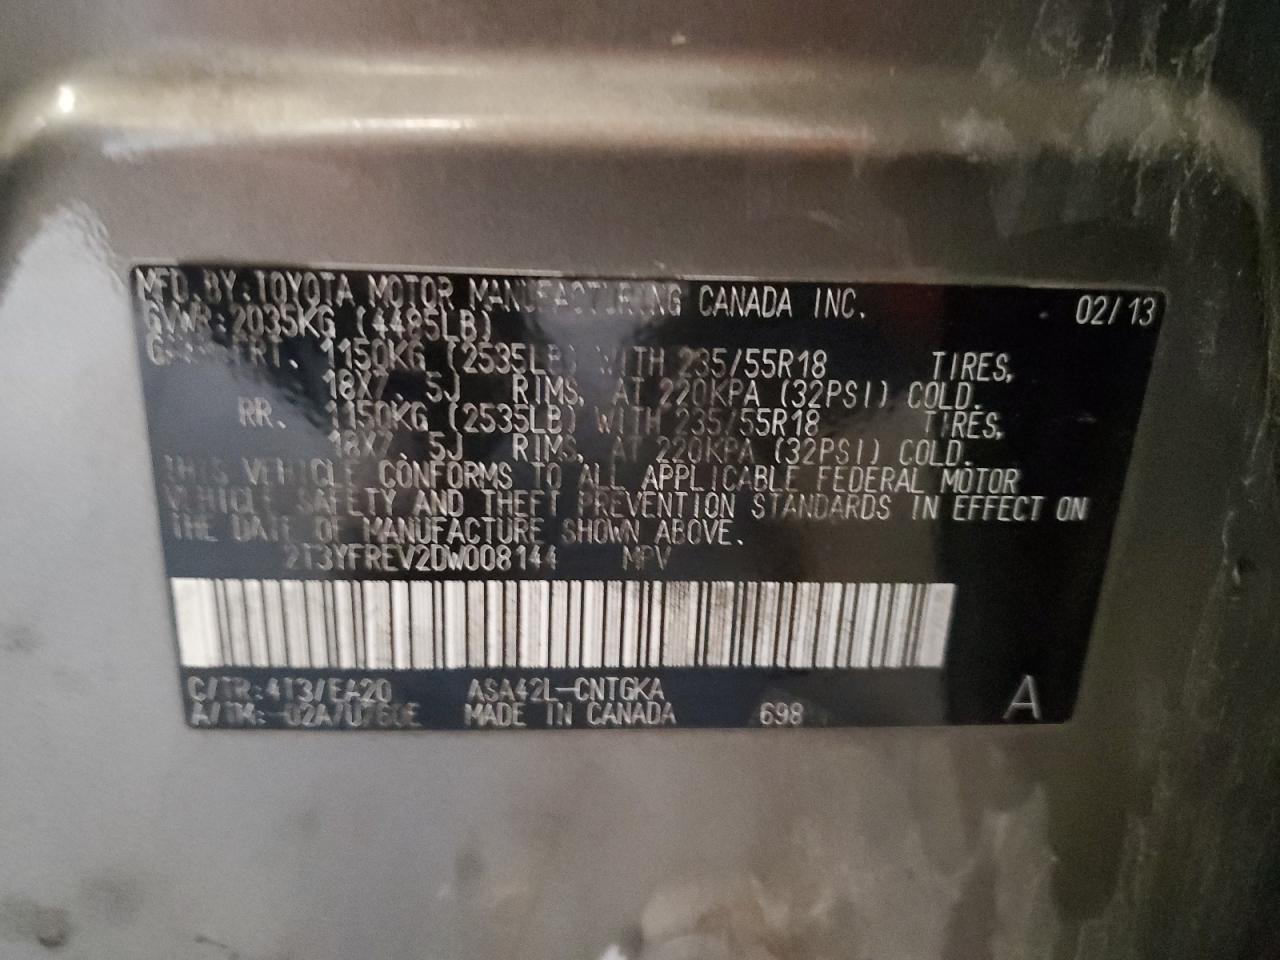 MFD. BY: TOYOTA MOTOR MANUFACTURING CANADA INC. 02/13
GVWR: 2035KG (4485LB)
FRT. 1150KG (2535LB) WITH 235/55R18 TIRES,
18X7.5J RIMS, AT 220KPA (32PSI) COLD.
RR. 1150KG (2535LB) WITH 235/55R18 TIRES,
18X7.5J RIMS, AT 220KPA (32PSI) COLD.
THIS VEHICLE CONFORMS TO ALL APPLICABLE FEDERAL MOTOR
VEHICLE SAFETY AND THEFT PREVENTION STANDARDS IN EFFECT ON
THE DATE OF MANUFACTURE SHOWN ABOVE.
2T3YFREV2DW008144 MPV
C/TR: 4T3/EA20 ASA42L-CNTGKA
MADE IN CANADA 698 A